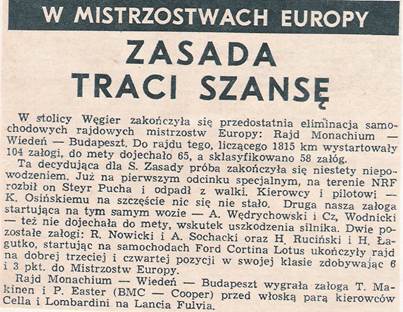 W MISTRZOSTWACH EUROPY
ZASADA
TRACI SZANSĘ
W stolicy Węgier zakończyła się przedostatnia eliminacja samo-
chodowych rajdowych mistrzostw Europy: Rajd Monachium —
Wiedeń — Budapeszt. Do rajdu tego, liczącego 1815 km wystartowały
104 załogi, do mety dojechało 65, a sklasyfikowano 58 załóg.
Ta decydująca dla S. Zasady próba zakończyła się niestety niepo-
wodzeniem. Już na pierwszym odcinku specjalnym, na terenie NRF
rozbił on Steyr Pucha i odpadł z walki. Kierowcy i pilotowi —
K. Osińskiemu na szczęście nic się nie stało. Druga nasza załoga
startująca na tym samym wozie — A. Wędrychowski i Cz, Wodnicki
— też nie dojechała do mety, wskutek uszkodzenia silnika. Dwie po-
zostałe załogi: R. Nowicki i A. Sochacki oraz H. Ruciński i H. Ła-
gutko, startując na samochodach Ford Cortina Lotus ukończyły rajd
na dobrej trzeciej i czwartej pozycji w swojej klasie zdobywając 6
i 3 pkt. do Mistrzostw Europy.
Rajd Monachium — Wiedeń — Budapeszt wygrała załoga T. Ma-
kinen i P. Easter (BMC — Cooper) przed włoską parą kierowców
Cella i Lombardini na Lancia Fulvia.